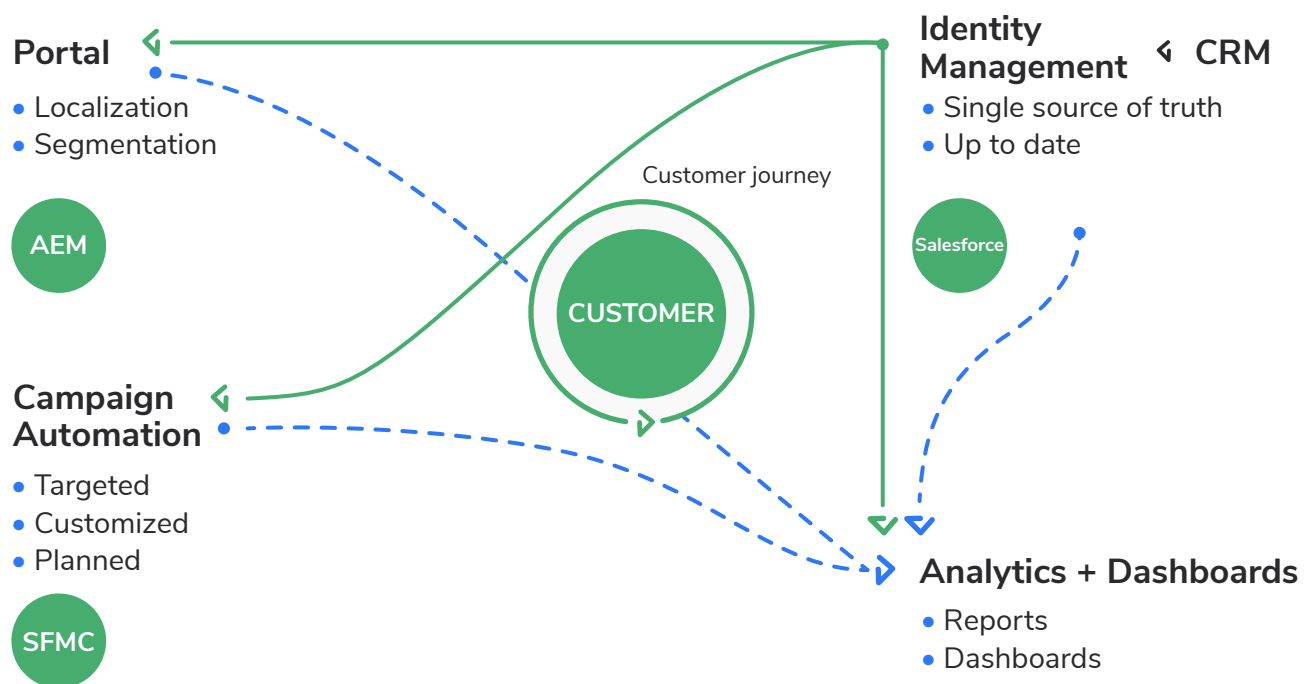 Portal
Localization
Segmentation
AEM
Identity
Management
CRM
Single source of truth
Up to date
Salesforce
Customer journey
CUSTOMER
Campaign
Automation
Targeted
Customized
Planned
SFMC
Analytics + Dashboards
Reports
Dashboards